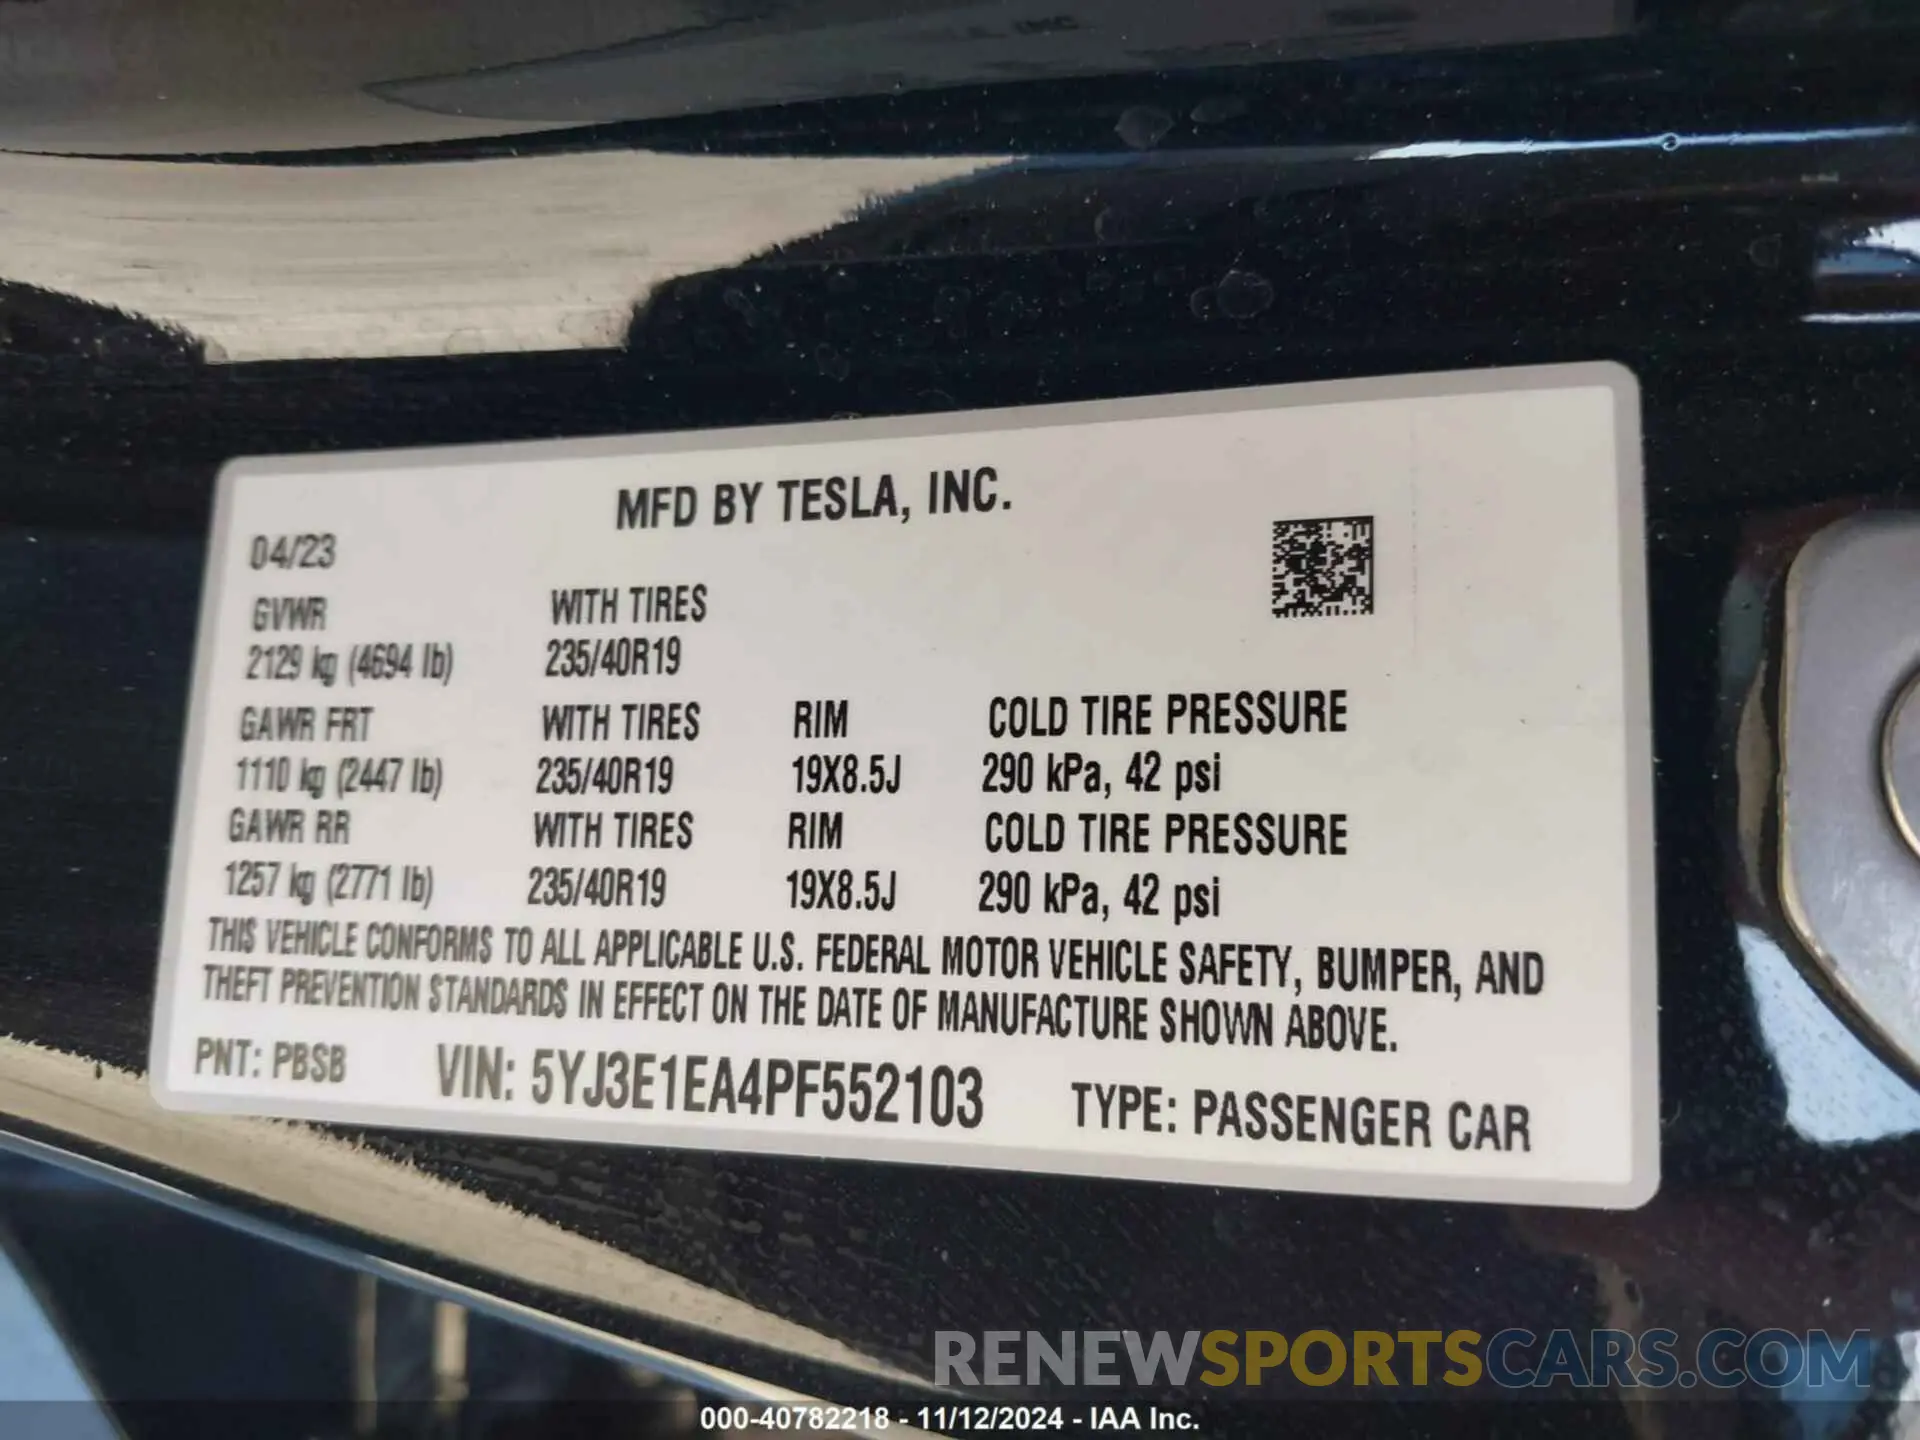 MFD BY TESLA, INC.
04/23
GVWR WITH TIRES
2129 kg (4694 lb) 235/40R19
GAWR FRT WITH TIRES RIM COLD TIRE PRESSURE
1110 kg (2447 lb) 235/40R19 19X8.5J 290 kPa, 42 psi
GAWR RR WITH TIRES RIM COLD TIRE PRESSURE
1257 kg (2771 lb) 235/40R19 19X8.5J 290 kPa, 42 psi
THIS VEHICLE CONFORMS TO ALL APPLICABLE U.S. FEDERAL MOTOR VEHICLE SAFETY, BUMPER, AND
THEFT PREVENTION STANDARDS IN EFFECT ON THE DATE OF MANUFACTURE SHOWN ABOVE.
PNT: PBSB VIN: 5YJ3E1EA4PF552103 TYPE: PASSENGER CAR
RENEWSPORTSCARS.COM
000-40782218 - 11/12/2024 - IAA Inc.